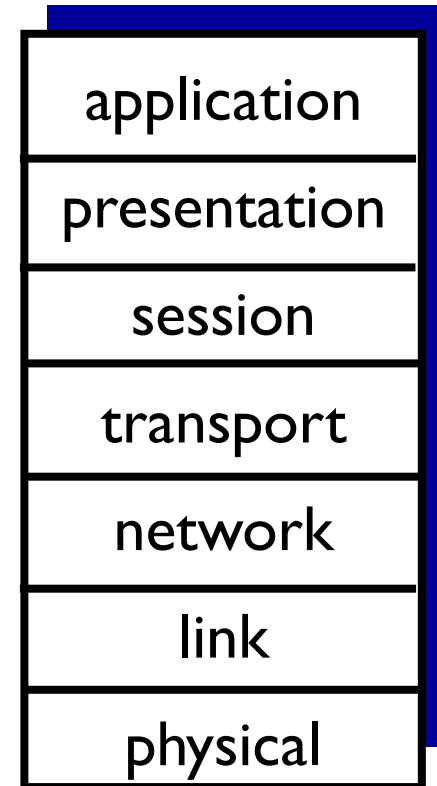 application
presentation
session
transport
network
link
physical